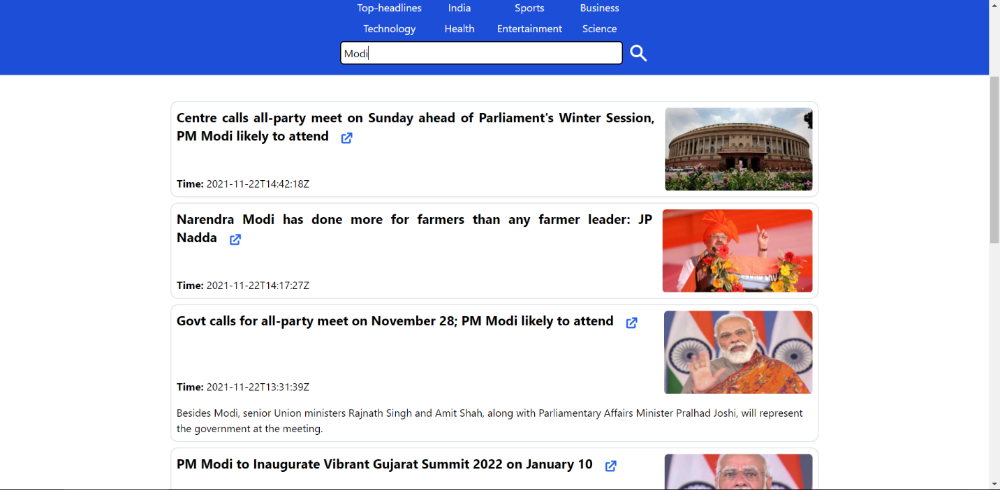 Top-headlines India Sports Business
Technology Health Entertainment Science
Modi
Centre calls all-party meet on Sunday ahead of Parliament's Winter Session,
PM Modi likely to attend
Time: 2021-11-22T14:42:18Z
Narendra Modi has done more for farmers than any farmer leader: JP
Nadda
Time: 2021-11-22T14:17:27Z
Govt calls for all-party meet on November 28; PM Modi likely to attend
Time: 2021-11-22T13:31:39Z
Besides Modi, senior Union ministers Rajnath Singh and Amit Shah, along with Parliamentary Affairs Minister Pralhad Joshi, will represent
the government at the meeting.
PM Modi to Inaugurate Vibrant Gujarat Summit 2022 on January 10